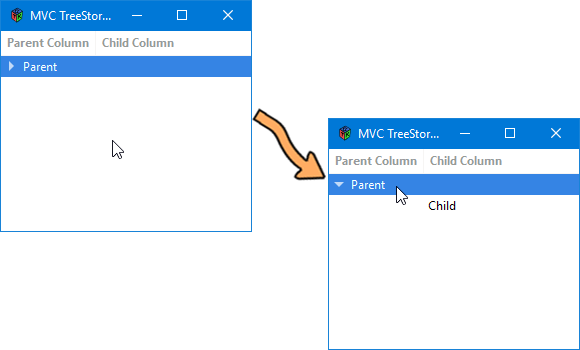 MVC TreeStor...
Parent Column Child Column
Parent
MVC TreeStor...
Parent Column Child Column
Parent
Child